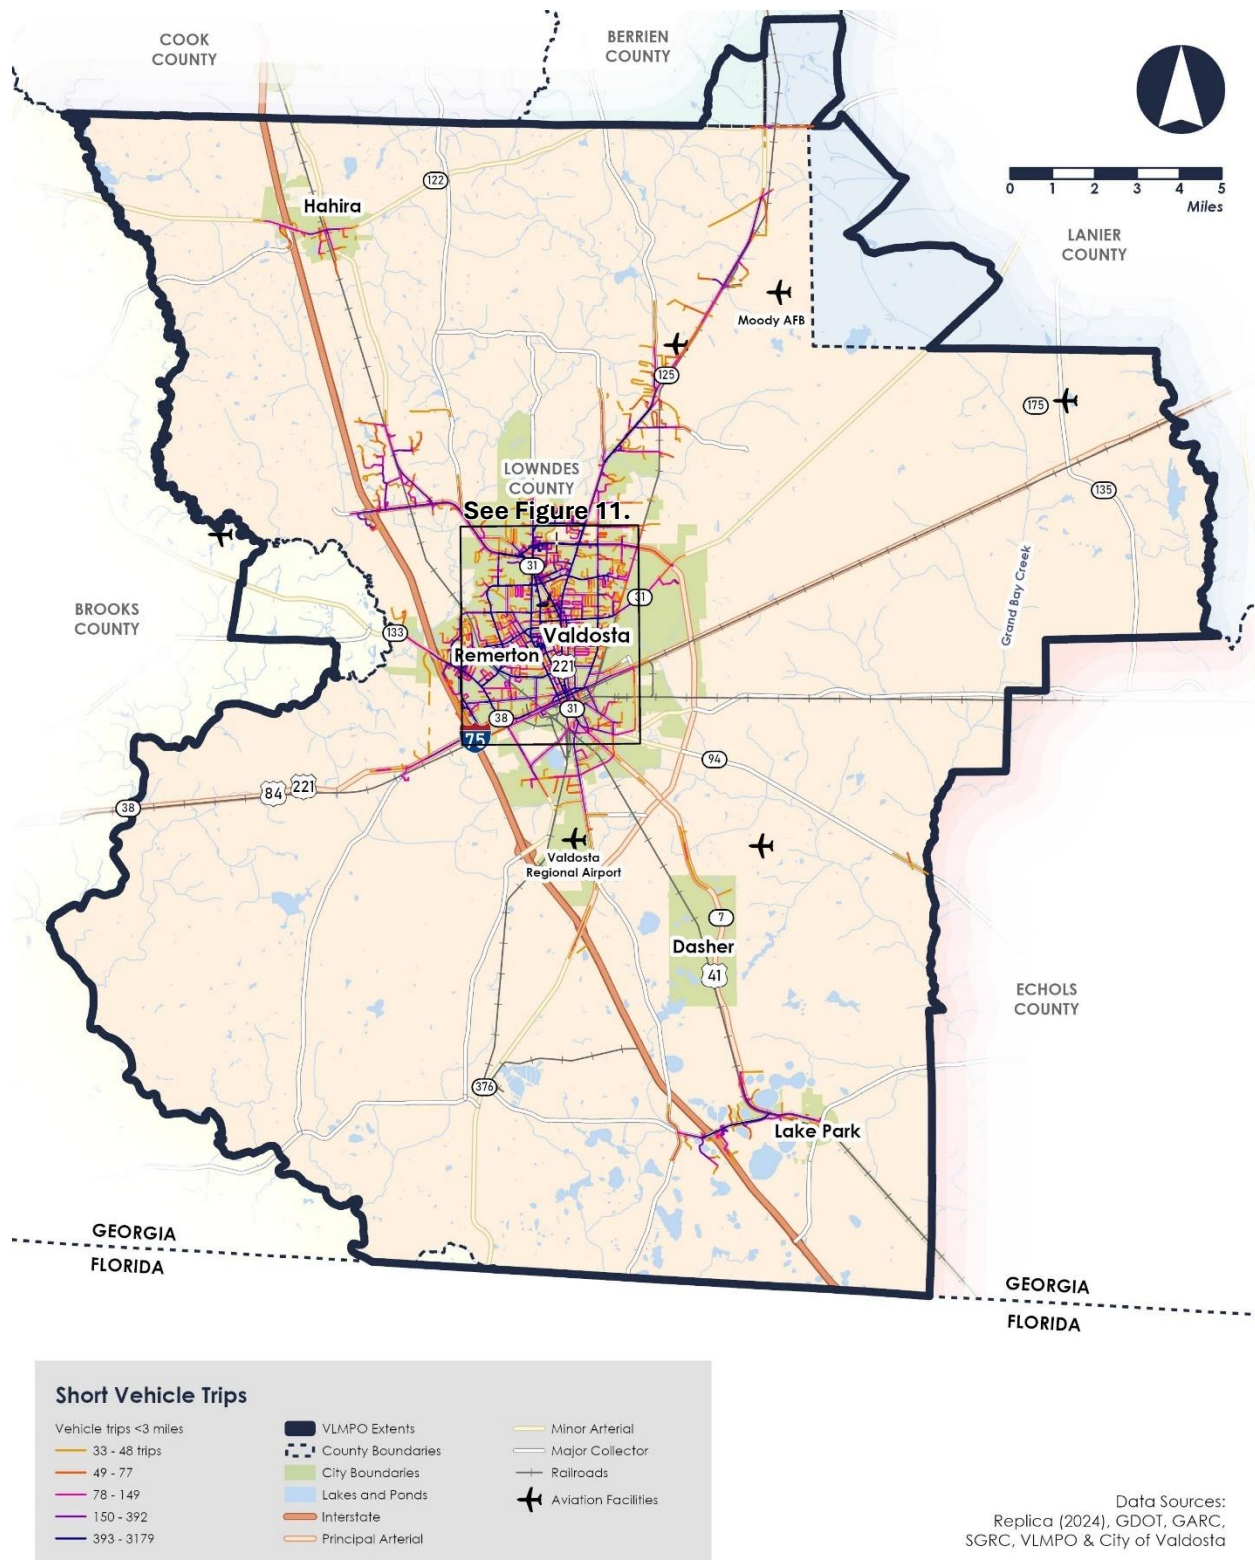 COOK
COUNTY
BERRIEN
COUNTY
122
Hahira
0 1 2 3 4 5
Miles
LANIER
COUNTY
Moody AFB
125
175
135
LOWNDES
COUNTY
See Figure 11.
31
31
Grand Bay Creek
BROOKS
COUNTY
133
Valdosta
Remerton
221
31
38
75
94
84
221
38
Valdosta
Regional Airport
7
Dasher
41
ECHOLS
COUNTY
376
Lake Park
GEORGIA
FLORIDA
GEORGIA
FLORIDA
Short Vehicle Trips
Vehicle trips <3 miles
33 - 48 trips
49 - 77
78 - 149
150 - 392
393 - 3179
VLMPO Extents
County Boundaries
City Boundaries
Lakes and Ponds
Interstate
Principal Arterial
Minor Arterial
Major Collector
Railroads
Aviation Facilities
Data Sources:
Replica (2024), GDOT, GARC,
SGRC, VLMPO & City of Valdosta